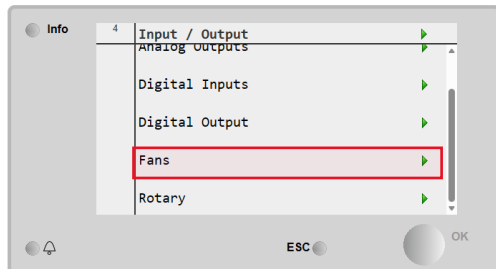 Info
4 Input / Output
Analog Outputs
Digital Inputs
Digital Output
Fans
Rotary
ESC
OK